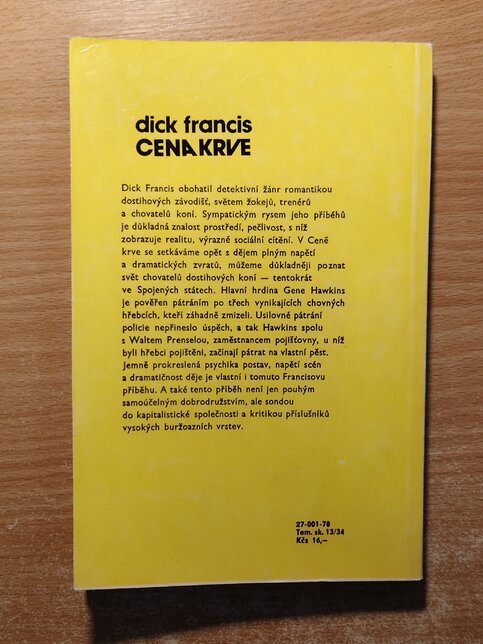 dick francis
CENA KRVE
Dick Francis obohatil detektivní žánr romantikou
dostihových závodišť, světem žokejů, trenérů
a chovatelů koní. Sympatickým rysem jeho příběhů
je důkladná znalost prostředí, pečlivost, s níž
zobrazuje realitu, výrazné sociální cítění. V Ceně
krve se setkáváme opět s dějem plným napětí
a dramatických zvratů, můžeme důkladněji poznat
svět chovatelů dostihových koní — tentokrát
ve Spojených státech. Hlavní hrdina Gene Hawkins
je pověřen pátráním po třech vynikajících chovných
hřebcích, kteří záhadně zmizeli. Usilovné pátrání
policie nepřineslo úspěch, a tak Hawkins spolu
s Waltem Prenselou, zaměstnancem pojišťovny, u níž
byli hřebci pojištěni, začínají pátrat na vlastní pěst.
Jemně prokreslená psychika postav, napětí scén
a dramatičnost děje je vlastní i tomuto Francisovu
příběhu. A také tento příběh není jen pouhým
samoúčelným dobrodružstvím, ale sondou
do kapitalistické společnosti a kritikou příslušníků
vysokých buržoazních vrstev.
27-001-78
Tem. sk. 13/34
Kčs 16,–